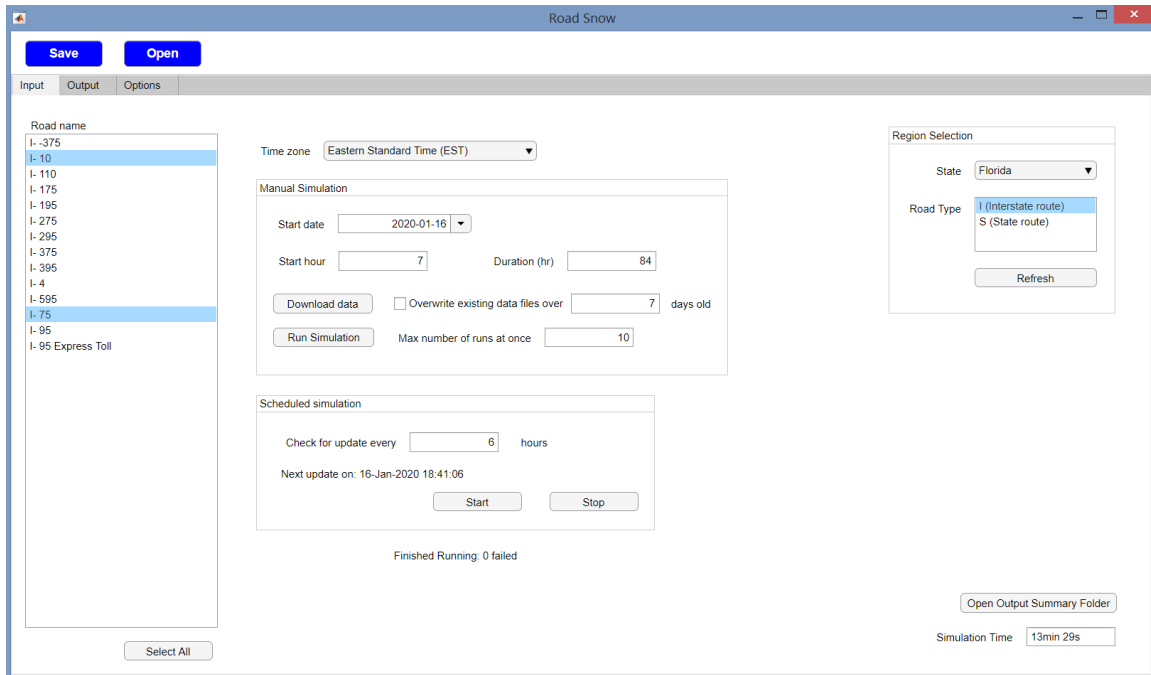 Road Snow
Save Open
Input Output Options
Road name
I- -375
I- 10
I- 110
I- 175
I- 195
I- 275
I- 295
I- 375
I- 395
I- 4
I- 595
I- 75
I- 95
I- 95 Express Toll
Select All
Time zone Eastern Standard Time (EST)
Manual Simulation
Start date 2020-01-16
Start hour 7 Duration (hr) 84
Download data Overwrite existing data files over 7 days old
Run Simulation Max number of runs at once 10
Scheduled simulation
Check for update every 6 hours
Next update on: 16-Jan-2020 18:41:06
Start Stop
Finished Running: 0 failed
Region Selection
State Florida
Road Type I (Interstate route)
S (State route)
Refresh
Open Output Summary Folder
Simulation Time 13min 29s